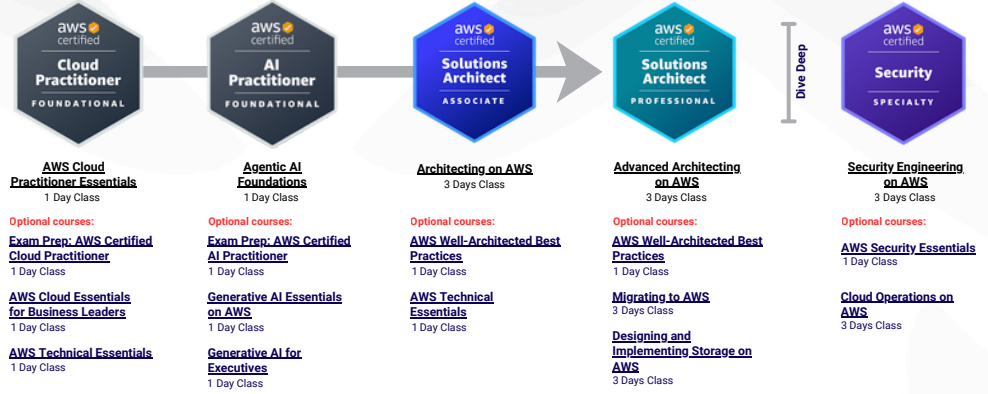 aws
certified
Cloud
Practitioner
FOUNDATIONAL
AWS Cloud
Practitioner Essentials
1 Day Class
Optional courses:
Exam Prep: AWS Certified
Cloud Practitioner
1 Day Class
AWS Cloud Essentials
for Business Leaders
1 Day Class
AWS Technical Essentials
1 Day Class
aws
certified
AI
Practitioner
FOUNDATIONAL
Agentic AI
Foundations
1 Day Class
Optional courses:
Exam Prep: AWS Certified
AI Practitioner
1 Day Class
Generative AI Essentials
on AWS
1 Day Class
Generative AI for
Executives
1 Day Class
aws
certified
Solutions
Architect
ASSOCIATE
Architecting on AWS
3 Days Class
Optional courses:
AWS Well-Architected Best
Practices
1 Day Class
AWS Technical
Essentials
1 Day Class
aws
certified
Solutions
Architect
PROFESSIONAL
Advanced Architecting
on AWS
3 Days Class
Optional courses:
AWS Well-Architected Best
Practices
1 Day Class
Migrating to AWS
3 Days Class
Designing and
Implementing Storage on
AWS
3 Days Class
Dive Deep
aws
certified
Security
SPECIALTY
Security Engineering
on AWS
3 Days Class
Optional courses:
AWS Security Essentials
1 Day Class
Cloud Operations on
AWS
3 Days Class